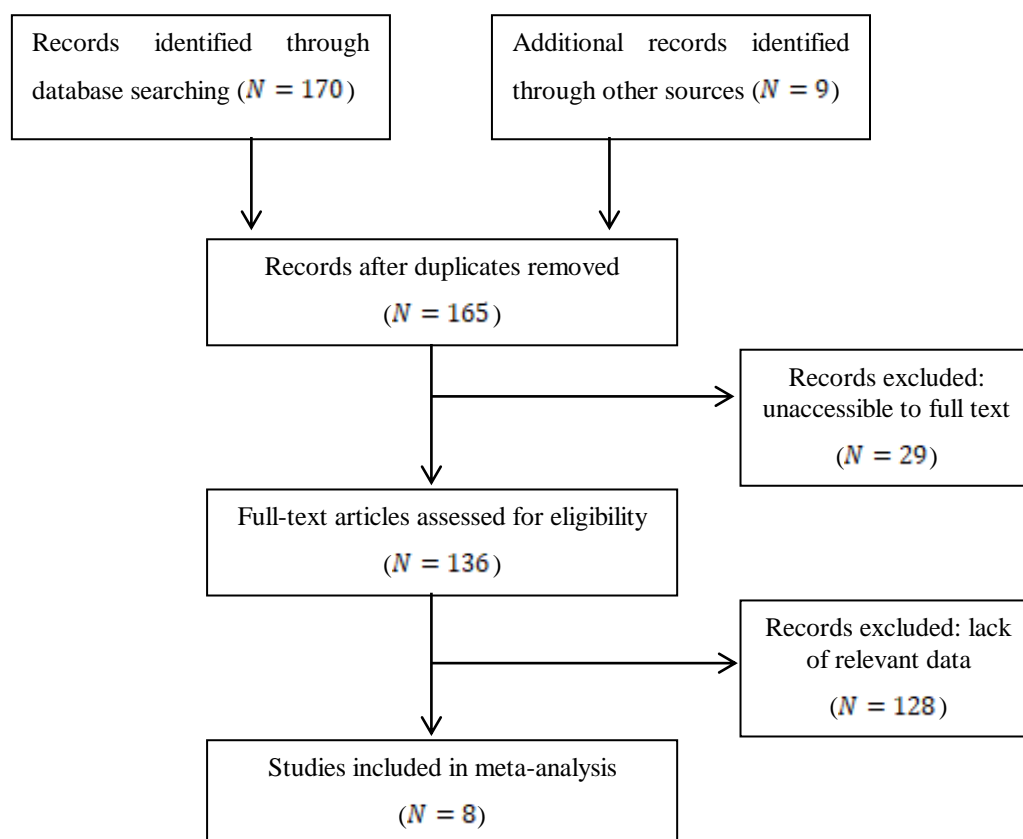 Records identified through
database searching (N = 170)
Additional records identified
through other sources (N = 9)
Records after duplicates removed
(N = 165)
Records excluded:
unaccessible to full text
(N = 29)
Full-text articles assessed for eligibility
(N = 136)
Records excluded: lack
of relevant data
(N = 128)
Studies included in meta-analysis
(N = 8)